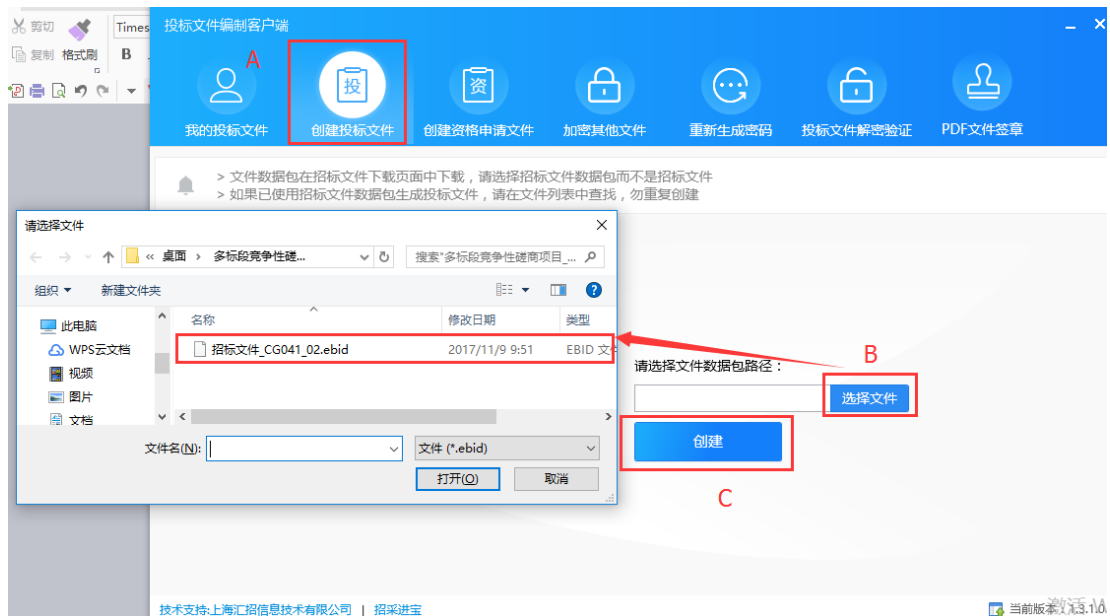 剪切
Times
复制 格式刷 B
投标文件编制客户端
A
我的投标文件
投
创建投标文件
资
创建资格申请文件
加密其他文件
重新生成密码
投标文件解密验证
PDF文件签章
> 文件数据包在招标文件下载页面中下载，请选择招标文件数据包而不是招标文件
> 如果已使用招标文件数据包生成投标文件，请在文件列表中查找，勿重复创建
请选择文件
« 桌面 › 多标段竞争性磋...
搜索"多标段竞争性磋商项目_...
组织 新建文件夹
此电脑
WPS云文档
视频
图片
文档
名称 修改日期 类型
招标文件_CG041_02.ebid 2017/11/9 9:51 EBID 文
文件名(N): 文件 (*.ebid)
打开(O) 取消
B
请选择文件数据包路径：
选择文件
创建
C
技术支持:上海汇招信息技术有限公司 | 招采进宝
当前版本
激活 W